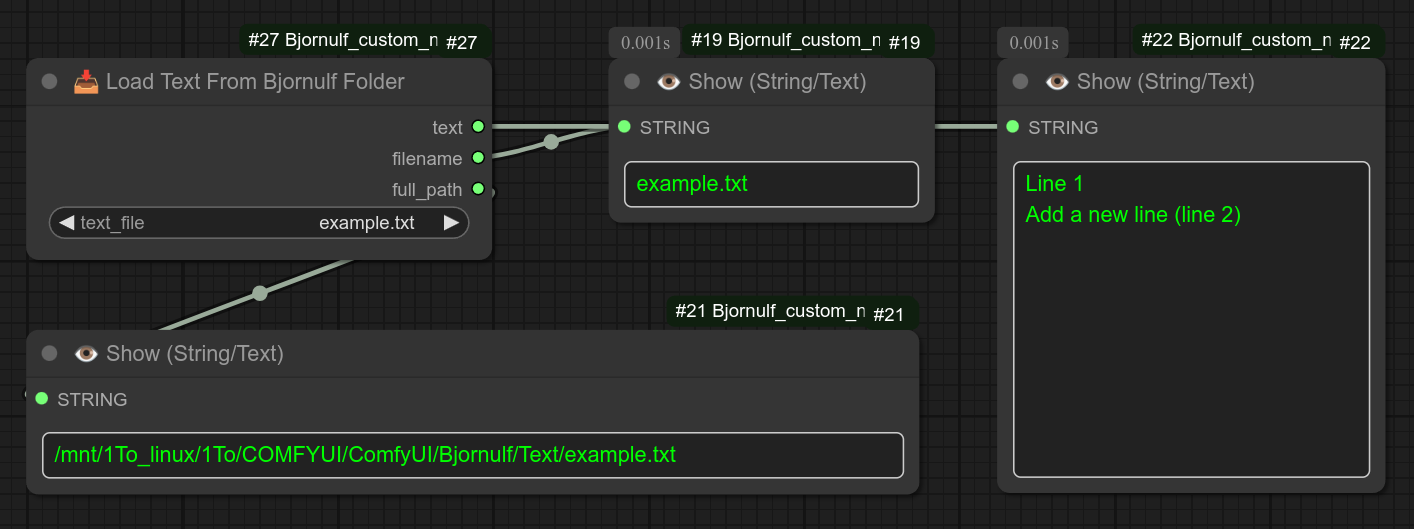 #27 Bjornulf_custom_n #27
Load Text From Bjornulf Folder
text
filename
full_path
text_file example.txt
0.001s #19 Bjornulf_custom_n #19
Show (String/Text)
STRING
example.txt
0.001s #22 Bjornulf_custom_n #22
Show (String/Text)
STRING
Line 1
Add a new line (line 2)
#21 Bjornulf_custom_n #21
Show (String/Text)
STRING
/mnt/1To_linux/1To/COMFYUI/ComfyUI/Bjornulf/Text/example.txt